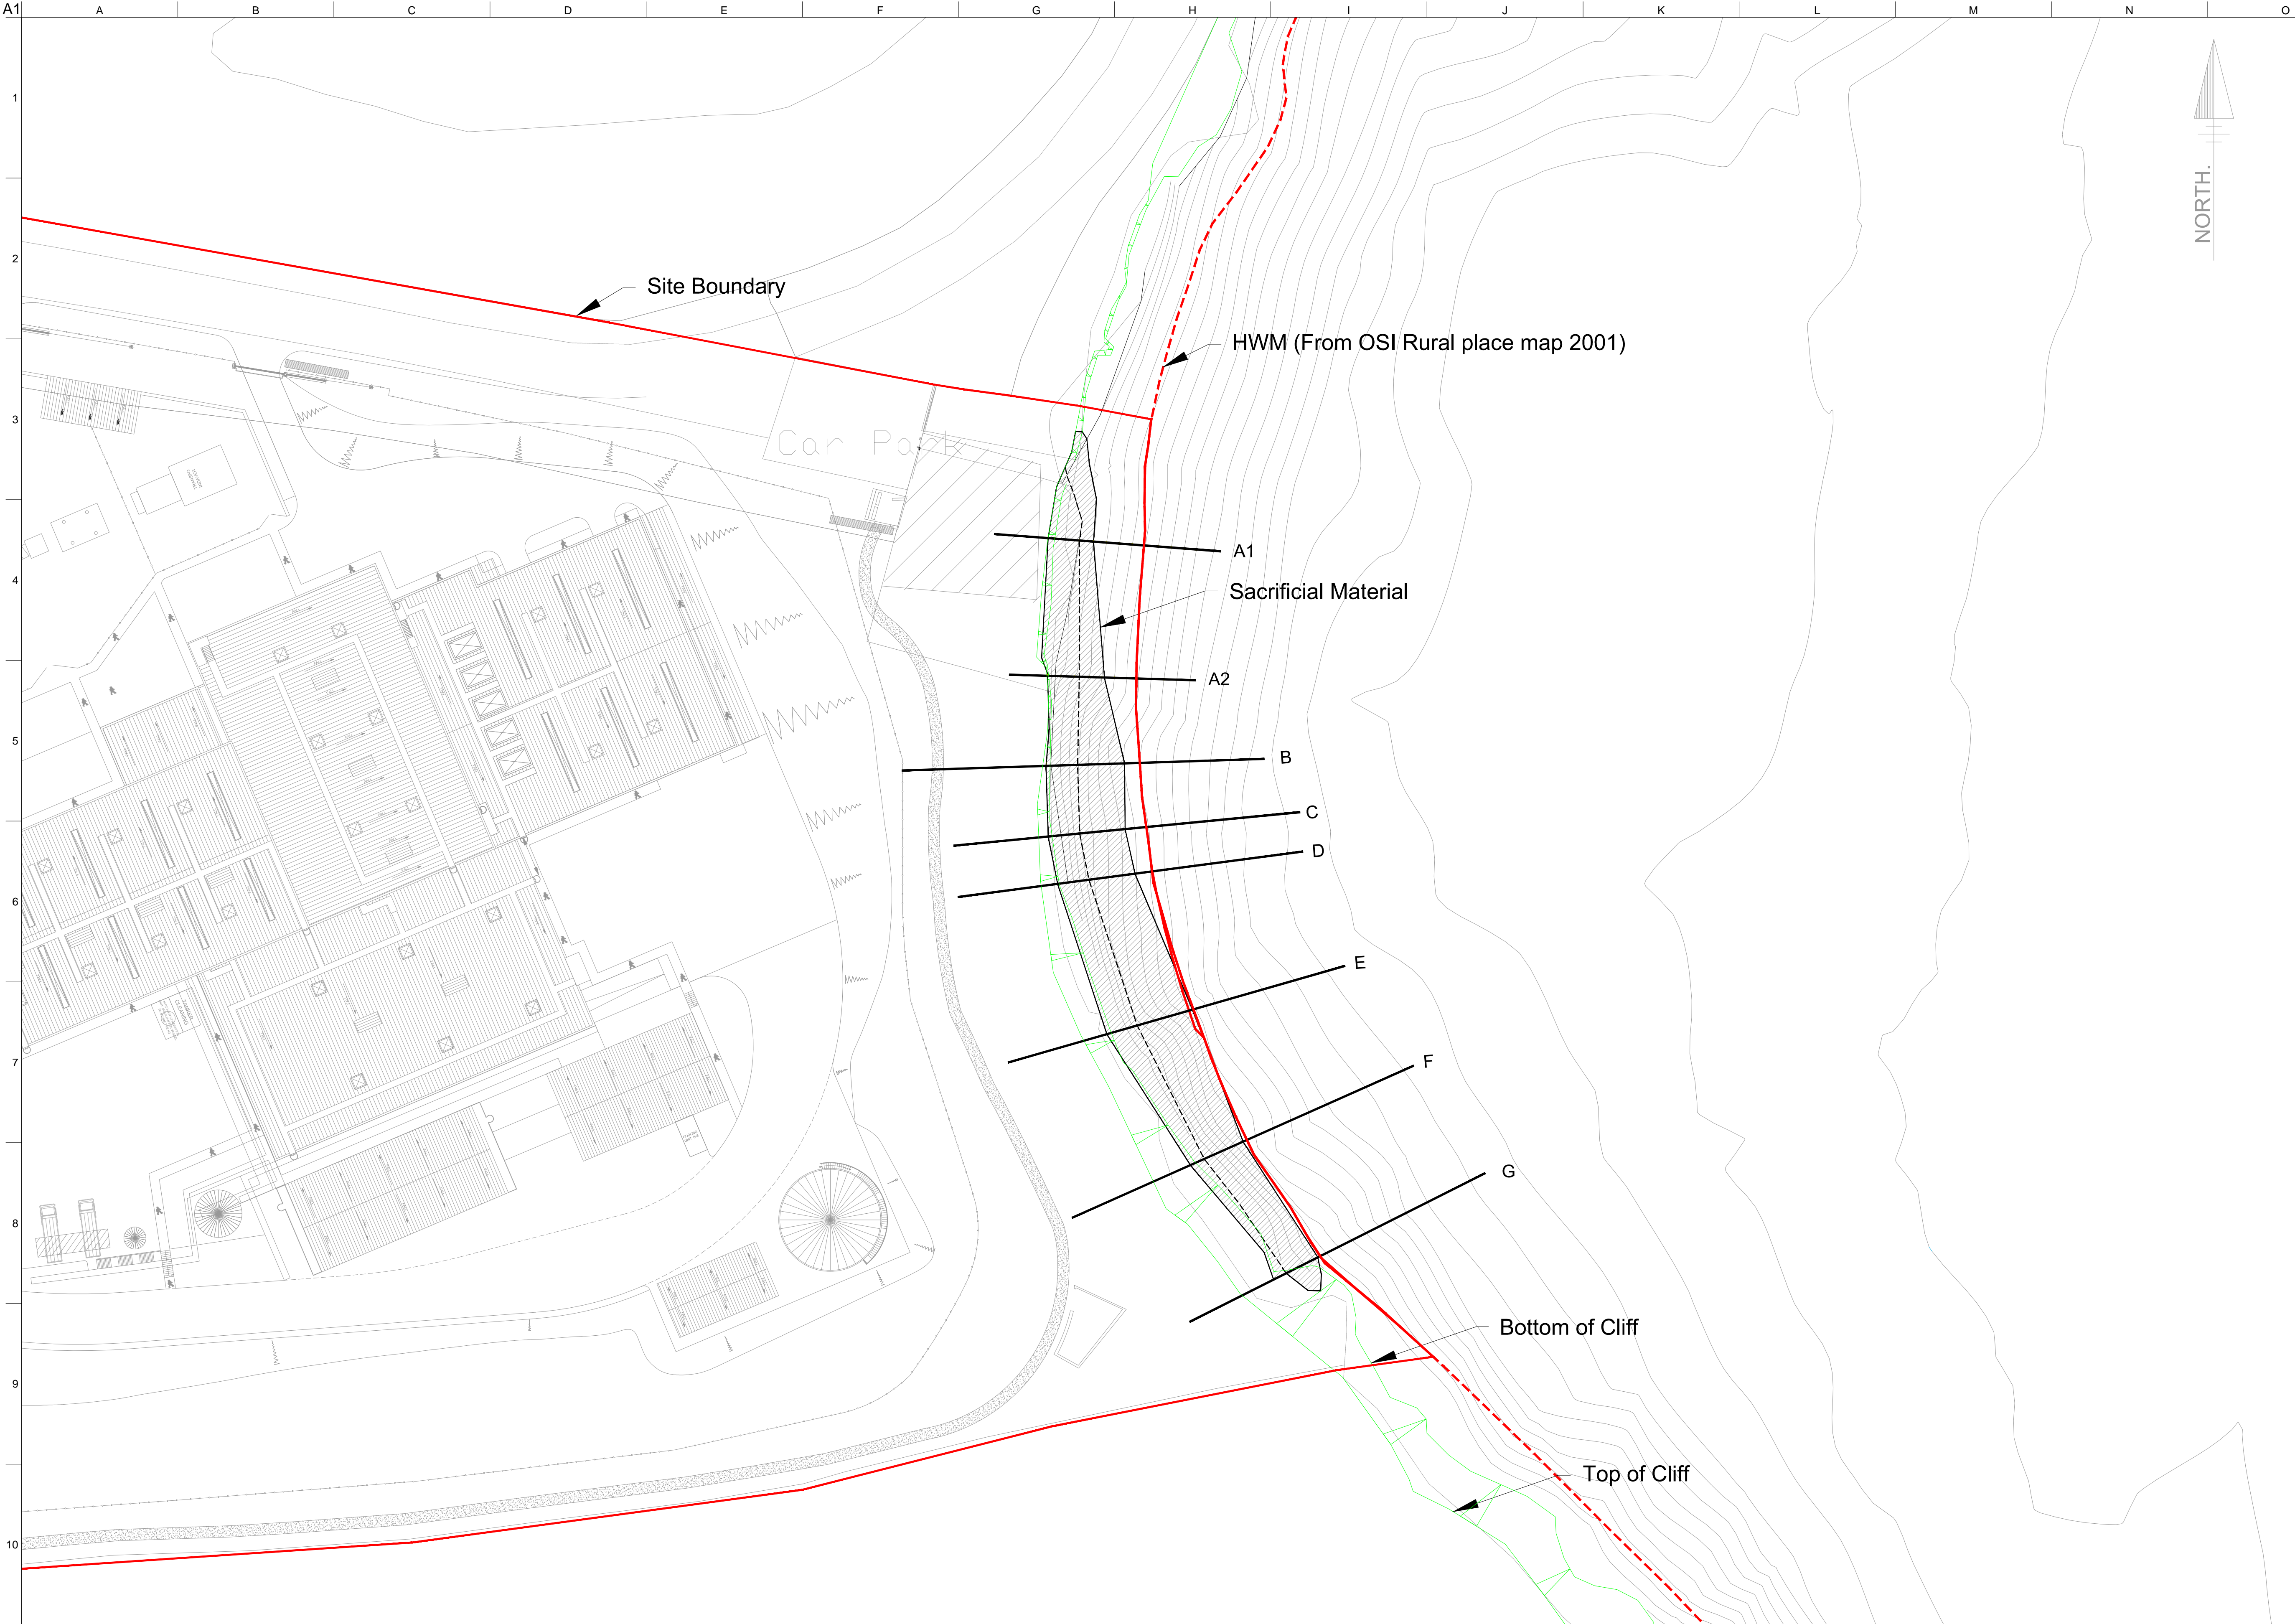 A1
A B C D E F G H I J K L M N O
1
NORTH.
2
Site Boundary
HWM (From OSI Rural place map 2001)
3
Car Park
A1
4
Sacrificial Material
A2
5
B
C
D
6
E
7
F
G
8
Bottom of Cliff
9
Top of Cliff
10